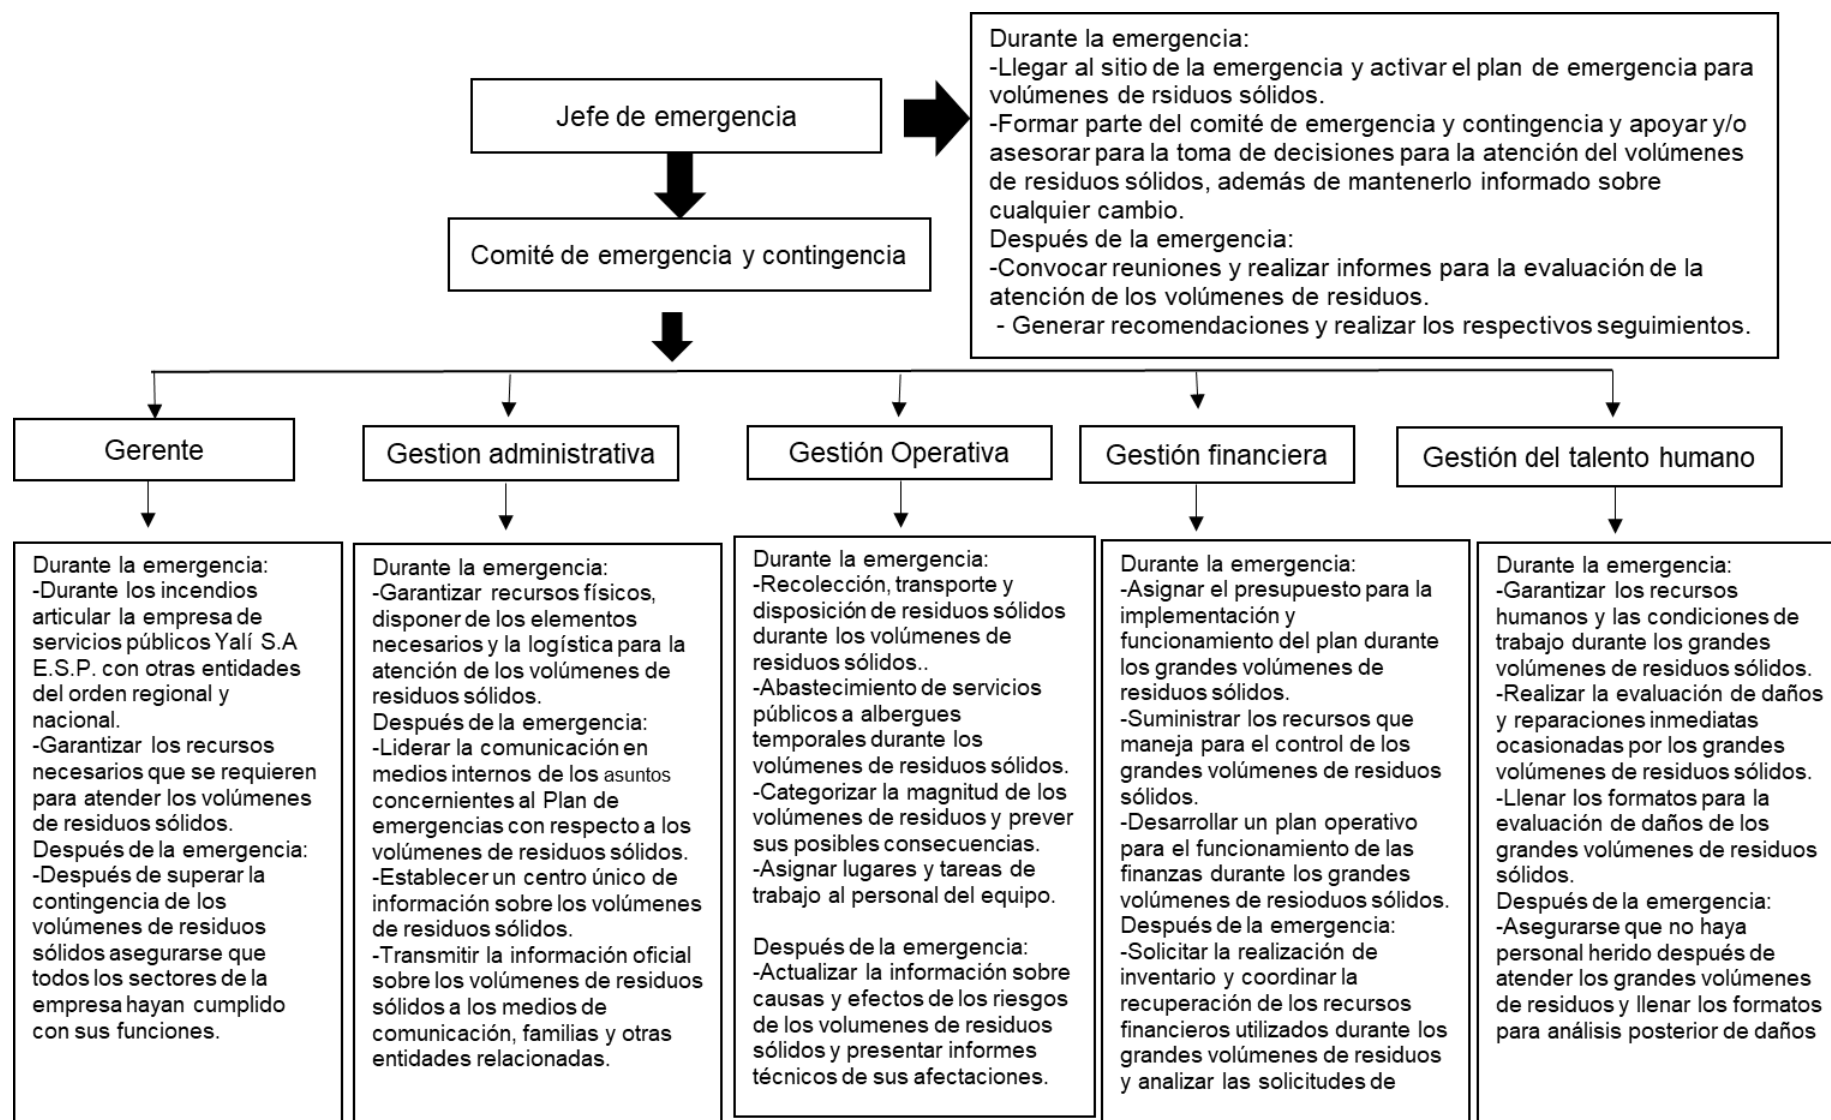 Jefe de emergencia
Durante la emergencia:
-Llegar al sitio de la emergencia y activar el plan de emergencia para
volúmenes de rsiduos sólidos.
-Formar parte del comité de emergencia y contingencia y apoyar y/o
asesorar para la toma de decisiones para la atención del volúmenes
de residuos sólidos, además de mantenerlo informado sobre
cualquier cambio.
Después de la emergencia:
-Convocar reuniones y realizar informes para la evaluación de la
atención de los volúmenes de residuos.
- Generar recomendaciones y realizar los respectivos seguimientos.
Comité de emergencia y contingencia
Gerente
Gestion administrativa
Gestión Operativa
Gestión financiera
Gestión del talento humano
Durante la emergencia:
-Durante los incendios
articular la empresa de
servicios públicos Yalí S.A
E.S.P. con otras entidades
del orden regional y
nacional.
-Garantizar los recursos
necesarios que se requieren
para atender los volúmenes
de residuos sólidos.
Después de la emergencia:
-Después de superar la
contingencia de los
volúmenes de residuos
sólidos asegurarse que
todos los sectores de la
empresa hayan cumplido
con sus funciones.
Durante la emergencia:
-Garantizar recursos físicos,
disponer de los elementos
necesarios y la logística para la
atención de los volúmenes de
residuos sólidos.
Después de la emergencia:
-Liderar la comunicación en
medios internos de los asuntos
concernientes al Plan de
emergencias con respecto a los
volúmenes de residuos sólidos.
-Establecer un centro único de
información sobre los volúmenes
de residuos sólidos.
-Transmitir la información oficial
sobre los volúmenes de residuos
sólidos a los medios de
comunicación, familias y otras
entidades relacionadas.
Durante la emergencia:
-Recolección, transporte y
disposición de residuos sólidos
durante los volúmenes de
residuos sólidos..
-Abastecimiento de servicios
públicos a albergues
temporales durante los
volúmenes de residuos sólidos.
-Categorizar la magnitud de los
volúmenes de residuos y prever
sus posibles consecuencias.
-Asignar lugares y tareas de
trabajo al personal del equipo.
Después de la emergencia:
-Actualizar la información sobre
causas y efectos de los riesgos
de los volumenes de residuos
sólidos y presentar informes
técnicos de sus afectaciones.
Durante la emergencia:
-Asignar el presupuesto para la
implementación y
funcionamiento del plan durante
los grandes volúmenes de
residuos sólidos.
-Suministrar los recursos que
maneja para el control de los
grandes volúmenes de residuos
sólidos.
-Desarrollar un plan operativo
para el funcionamiento de las
finanzas durante los grandes
volúmenes de resioduos sólidos.
Después de la emergencia:
-Solicitar la realización de
inventario y coordinar la
recuperación de los recursos
financieros utilizados durante los
grandes volúmenes de residuos
y analizar las solicitudes de
Durante la emergencia:
-Garantizar los recursos
humanos y las condiciones de
trabajo durante los grandes
volúmenes de residuos sólidos.
-Realizar la evaluación de daños
y reparaciones inmediatas
ocasionadas por los grandes
volúmenes de residuos sólidos.
-Llenar los formatos para la
evaluación de daños de los
grandes volúmenes de residuos
sólidos.
Después de la emergencia:
-Asegurarse que no haya
personal herido después de
atender los grandes volúmenes
de residuos y llenar los formatos
para análisis posterior de daños